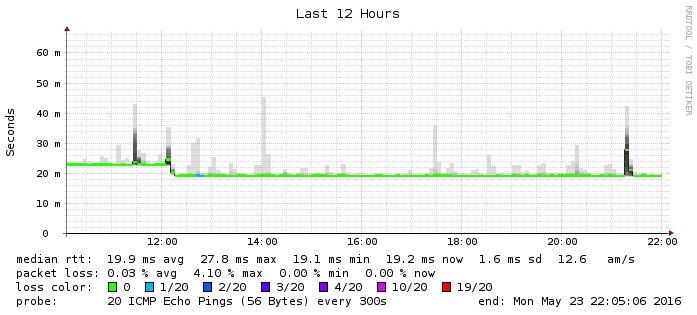 Last 12 Hours
RRDTOOL / TOBI OETIKER
Seconds
60 m
50 m
40 m
30 m
20 m
10 m
0
12:00 14:00 16:00 18:00 20:00 22:00
median rtt: 19.9 ms avg 27.8 ms max 19.1 ms min 19.2 ms now 1.6 ms sd 12.6 am/s
packet loss: 0.03 % avg 4.10 % max 0.00 % min 0.00 % now
loss color: 0 1/20 2/20 3/20 4/20 10/20 19/20
probe: 20 ICMP Echo Pings (56 Bytes) every 300s end: Mon May 23 22:05:06 2016